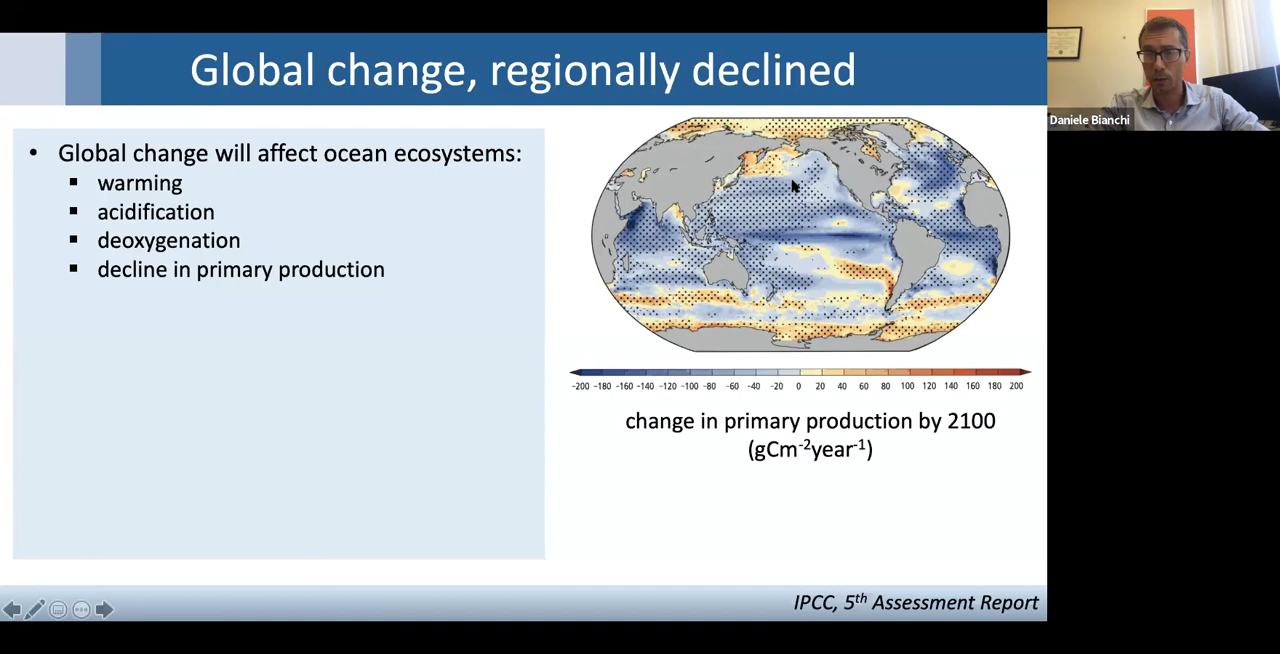 Global change, regionally declined
Daniele Bianchi
• Global change will affect ocean ecosystems:
▪ warming
▪ acidification
▪ deoxygenation
▪ decline in primary production
-200 -180 -160 -140 -120 -100 -80 -60 -40 -20 0 20 40 60 80 100 120 140 160 180 200
change in primary production by 2100
(gCm⁻²year⁻¹)
IPCC, 5ᵗʰ Assessment Report